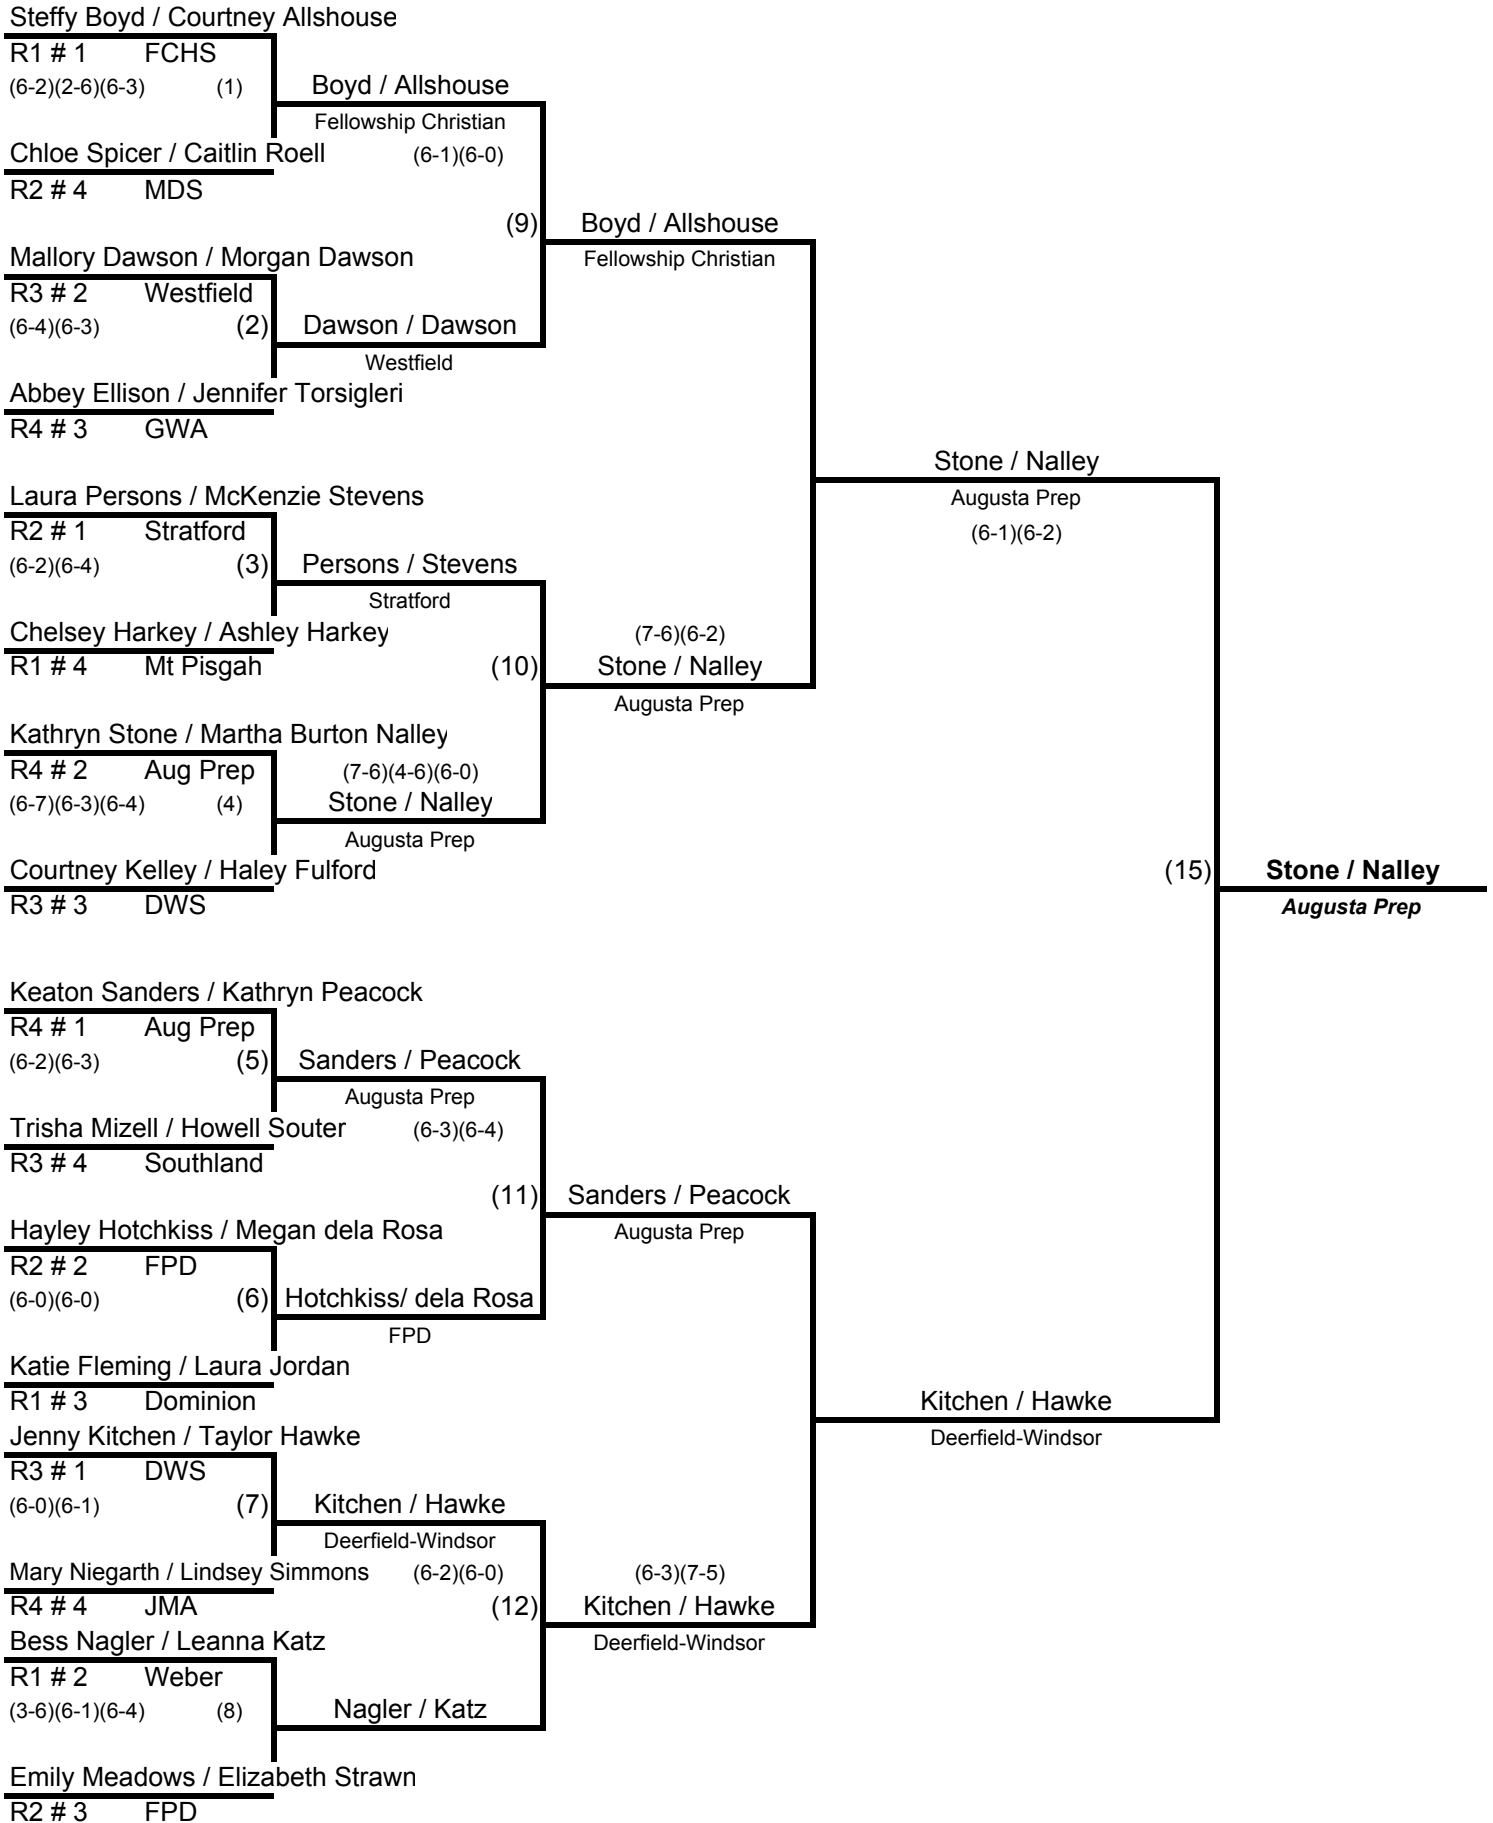 Steffy Boyd / Courtney Allshouse
R1 # 1 FCHS
(6-2)(2-6)(6-3) (1) Boyd / Allshouse
Fellowship Christian
Chloe Spicer / Caitlin Roell (6-1)(6-0)
R2 # 4 MDS
(9) Boyd / Allshouse
Mallory Dawson / Morgan Dawson Fellowship Christian
R3 # 2 Westfield
(6-4)(6-3) (2) Dawson / Dawson
Westfield
Abbey Ellison / Jennifer Torsigleri
R4 # 3 GWA
Stone / Nalley
Laura Persons / McKenzie Stevens Augusta Prep
R2 # 1 Stratford (6-1)(6-2)
(6-2)(6-4) (3) Persons / Stevens
Stratford
Chelsey Harkey / Ashley Harkey (7-6)(6-2)
R1 # 4 Mt Pisgah (10) Stone / Nalley
Augusta Prep
Kathryn Stone / Martha Burton Nalley
R4 # 2 Aug Prep (7-6)(4-6)(6-0)
(6-7)(6-3)(6-4) (4) Stone / Nalley
Augusta Prep
Courtney Kelley / Haley Fulford (15) Stone / Nalley
R3 # 3 DWS Augusta Prep
Keaton Sanders / Kathryn Peacock
R4 # 1 Aug Prep
(6-2)(6-3) (5) Sanders / Peacock
Augusta Prep
Trisha Mizell / Howell Souter (6-3)(6-4)
R3 # 4 Southland
(11) Sanders / Peacock
Hayley Hotchkiss / Megan dela Rosa Augusta Prep
R2 # 2 FPD
(6-0)(6-0) (6) Hotchkiss/ dela Rosa
FPD
Katie Fleming / Laura Jordan
R1 # 3 Dominion Kitchen / Hawke
Jenny Kitchen / Taylor Hawke Deerfield-Windsor
R3 # 1 DWS
(6-0)(6-1) (7) Kitchen / Hawke
Deerfield-Windsor
Mary Niegarth / Lindsey Simmons (6-2)(6-0) (6-3)(7-5)
R4 # 4 JMA (12) Kitchen / Hawke
Bess Nagler / Leanna Katz Deerfield-Windsor
R1 # 2 Weber
(3-6)(6-1)(6-4) (8) Nagler / Katz
Emily Meadows / Elizabeth Strawn
R2 # 3 FPD